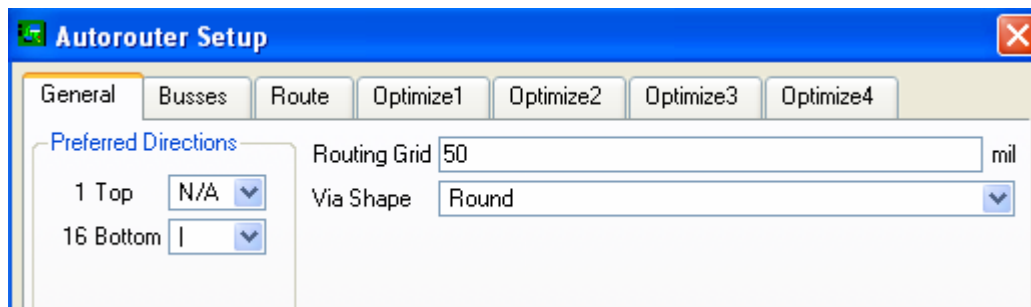 Autorouter Setup
General Busses Route Optimize1 Optimize2 Optimize3 Optimize4
Preferred Directions
1 Top N/A
16 Bottom |
Routing Grid 50 mil
Via Shape Round